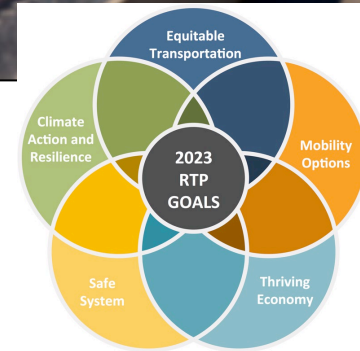 Equitable
Transportation
Climate
Action and
Resilience
Mobility
Options
2023
RTP
GOALS
Safe
System
Thriving
Economy